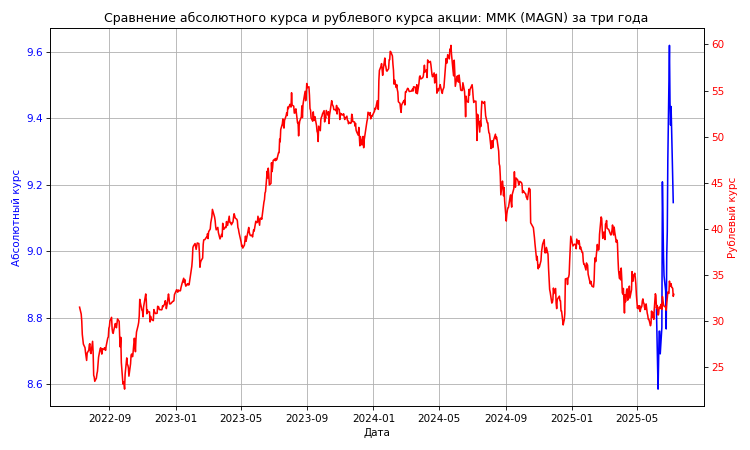 Сравнение абсолютного курса и рублевого курса акции: ММК (MAGN) за три года
9.6
9.4
9.2
9.0
8.8
8.6
Абсолютный курс
60
55
50
45
40
35
30
25
Рублевый курс
2022-09 2023-01 2023-05 2023-09 2024-01 2024-05 2024-09 2025-01 2025-05
Дата